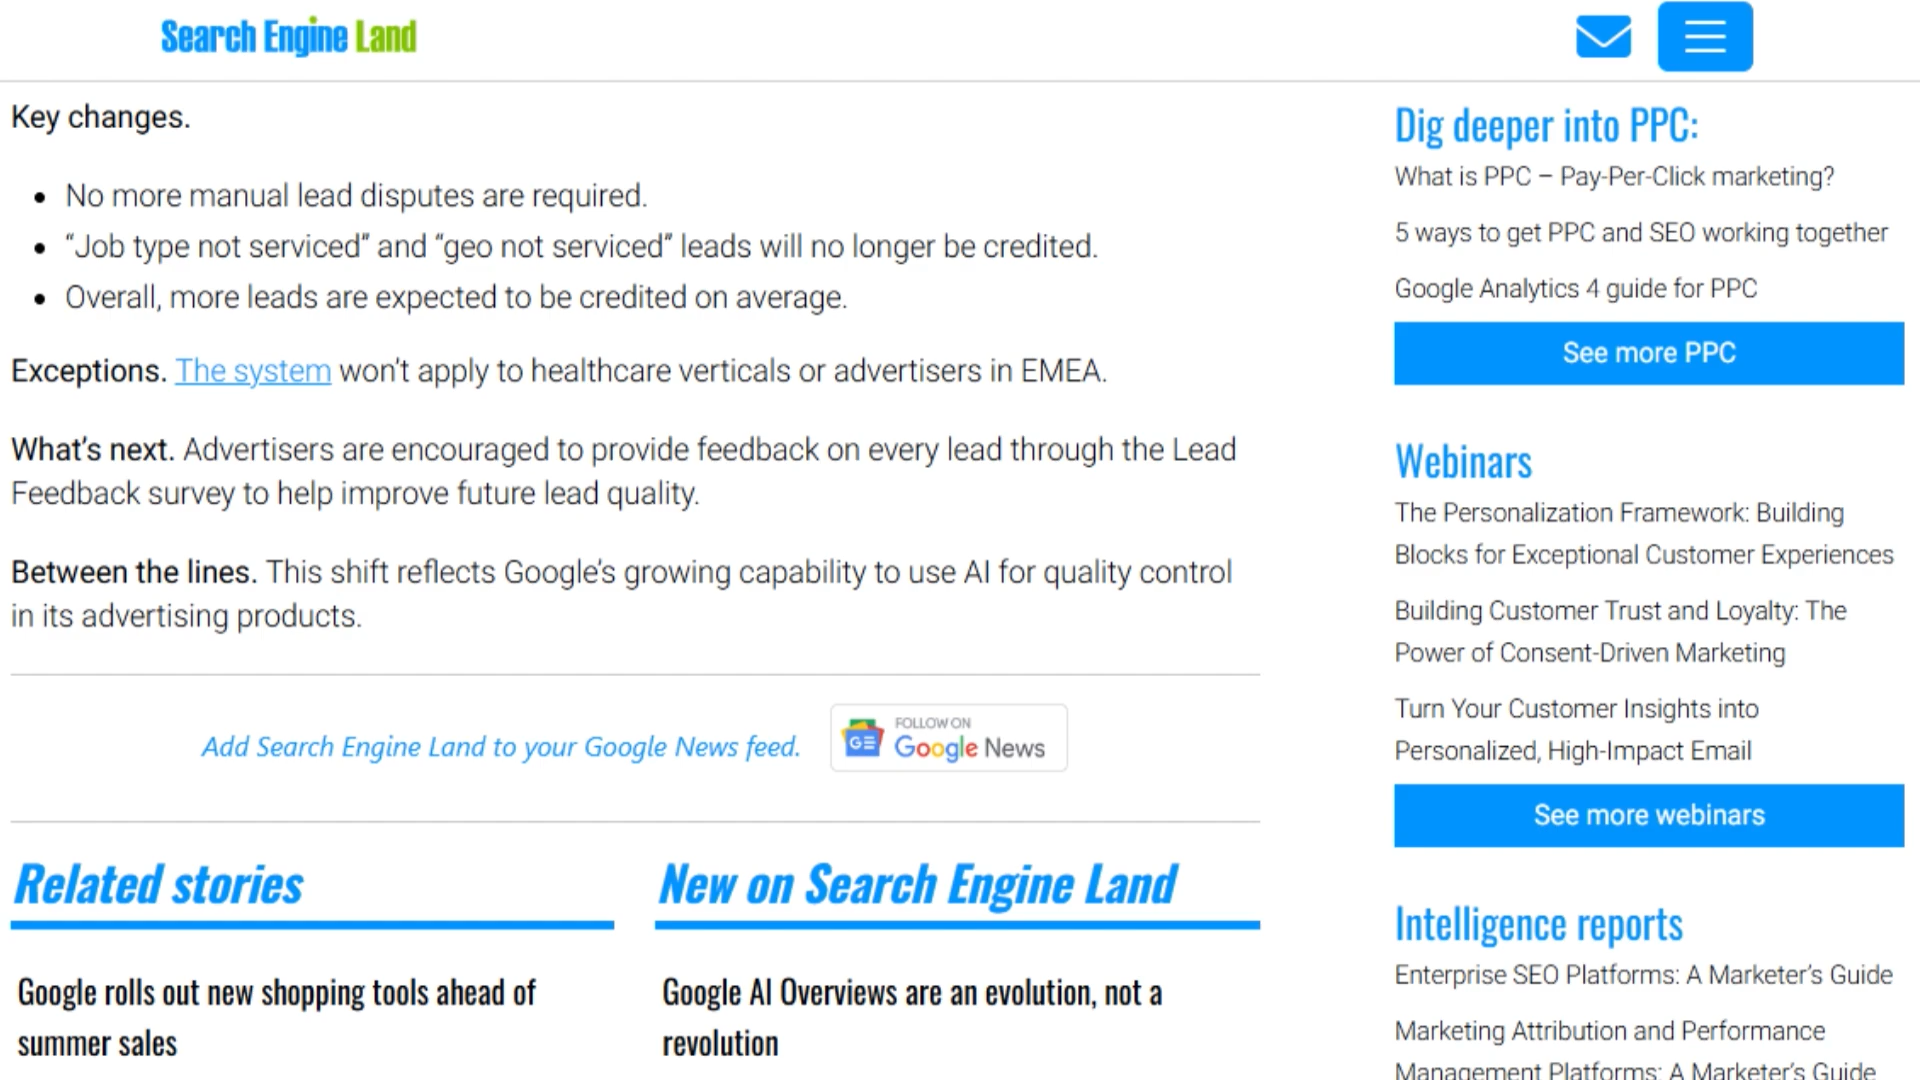 Search Engine Land
Key changes.
No more manual lead disputes are required.
“Job type not serviced” and “geo not serviced” leads will no longer be credited.
Overall, more leads are expected to be credited on average.
Exceptions. The system won’t apply to healthcare verticals or advertisers in EMEA.
What’s next. Advertisers are encouraged to provide feedback on every lead through the Lead
Feedback survey to help improve future lead quality.
Between the lines. This shift reflects Google’s growing capability to use AI for quality control
in its advertising products.
Add Search Engine Land to your Google News feed.
FOLLOW ON
Google News
Related stories
Google rolls out new shopping tools ahead of
summer sales
New on Search Engine Land
Google AI Overviews are an evolution, not a
revolution
Dig deeper into PPC:
What is PPC – Pay-Per-Click marketing?
5 ways to get PPC and SEO working together
Google Analytics 4 guide for PPC
See more PPC
Webinars
The Personalization Framework: Building
Blocks for Exceptional Customer Experiences
Building Customer Trust and Loyalty: The
Power of Consent-Driven Marketing
Turn Your Customer Insights into
Personalized, High-Impact Email
See more webinars
Intelligence reports
Enterprise SEO Platforms: A Marketer’s Guide
Marketing Attribution and Performance
Management Platforms: A Marketer’s Guide